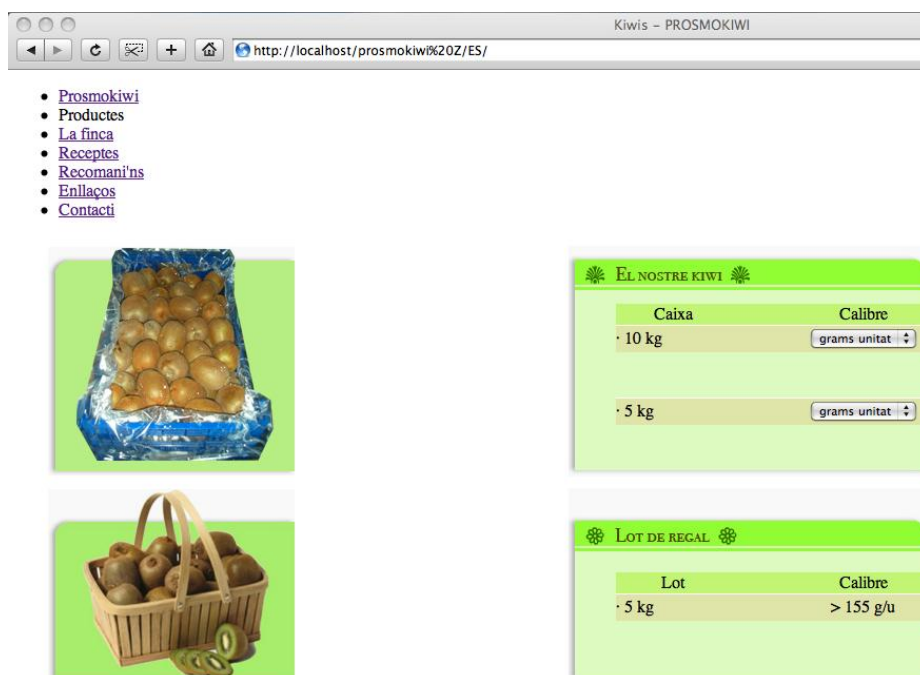 Kiwis – PROSMOKIWI
http://localhost/prosmokiwi%20Z/ES/
• Prosmokiwi
• Productes
• La finca
• Receptes
• Recomani'ns
• Enllaços
• Contacti
El nostre kiwi
Caixa Calibre
· 10 kg grams unitat
· 5 kg grams unitat
Lot de regal
Lot Calibre
· 5 kg > 155 g/u